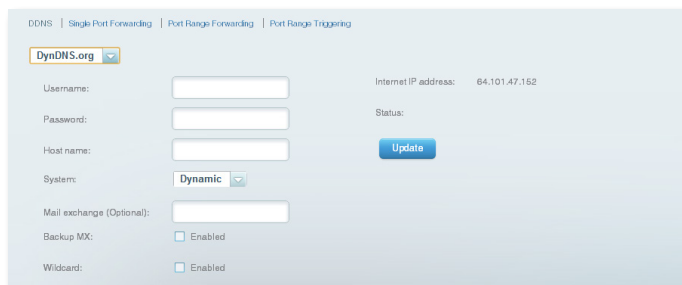 DDNS | Single Port Forwarding | Port Range Forwarding | Port Range Triggering
DynDNS.org
Username:
Internet IP address: 64.101.47.152
Password:
Status:
Host name:
Update
System: Dynamic
Mail exchange (Optional):
Backup MX: Enabled
Wildcard: Enabled